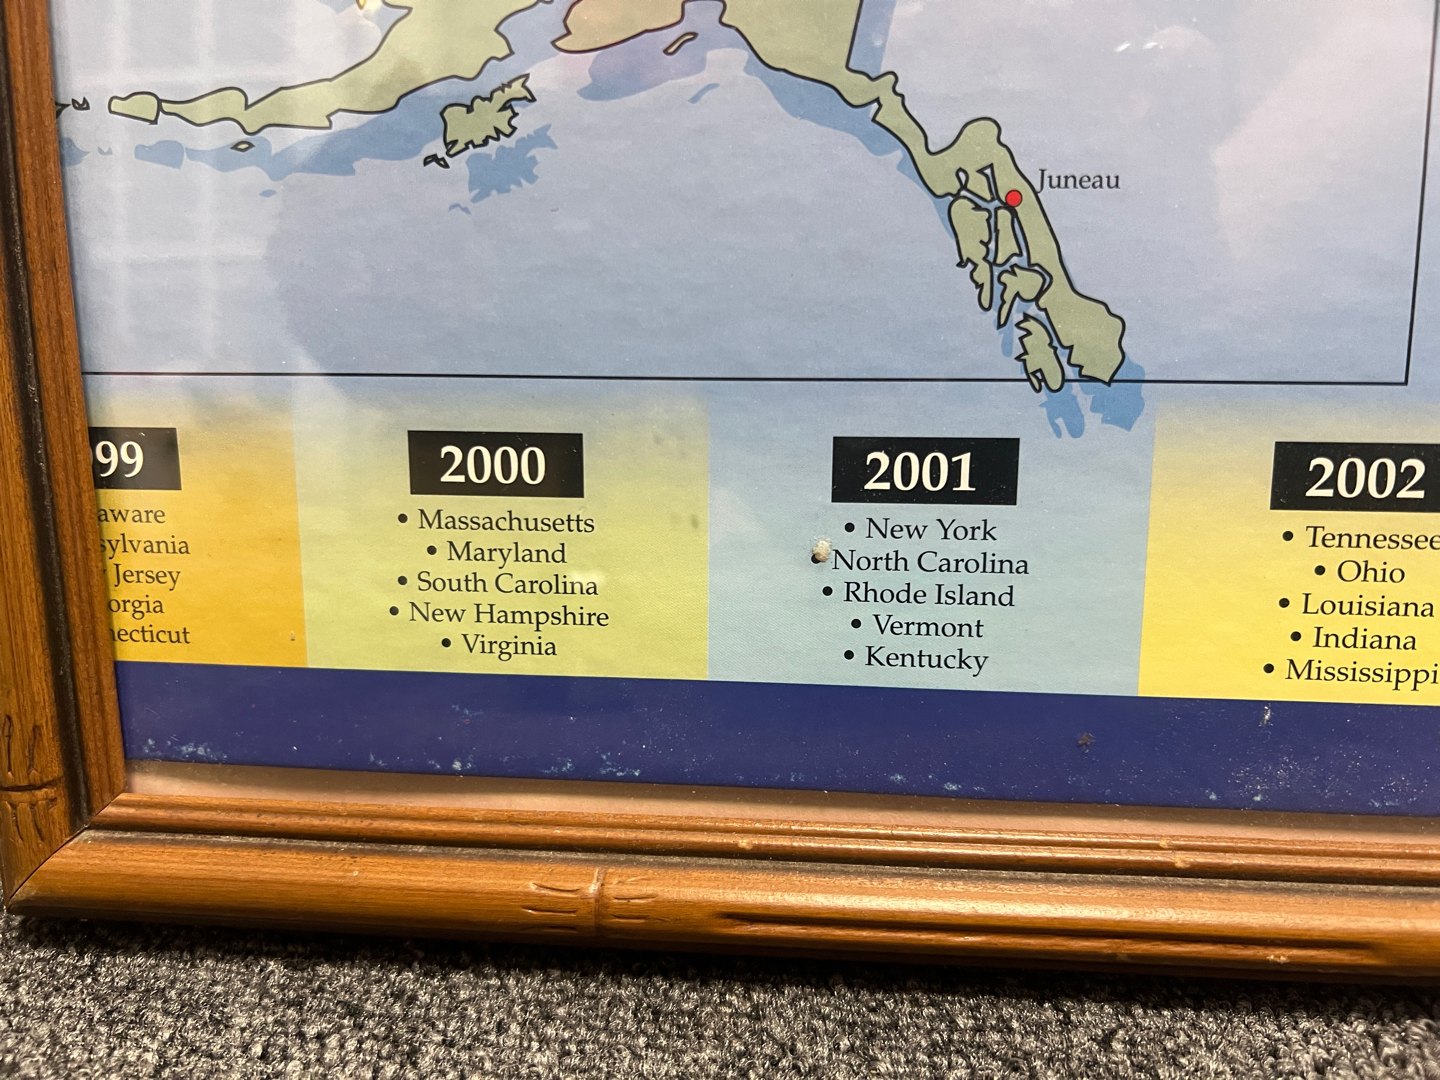 Juneau
99
aware
sylvania
Jersey
orgia
necticut
2000
• Massachusetts
• Maryland
• South Carolina
• New Hampshire
• Virginia
2001
• New York
• North Carolina
• Rhode Island
• Vermont
• Kentucky
2002
• Tennessee
• Ohio
• Louisiana
• Indiana
• Mississippi